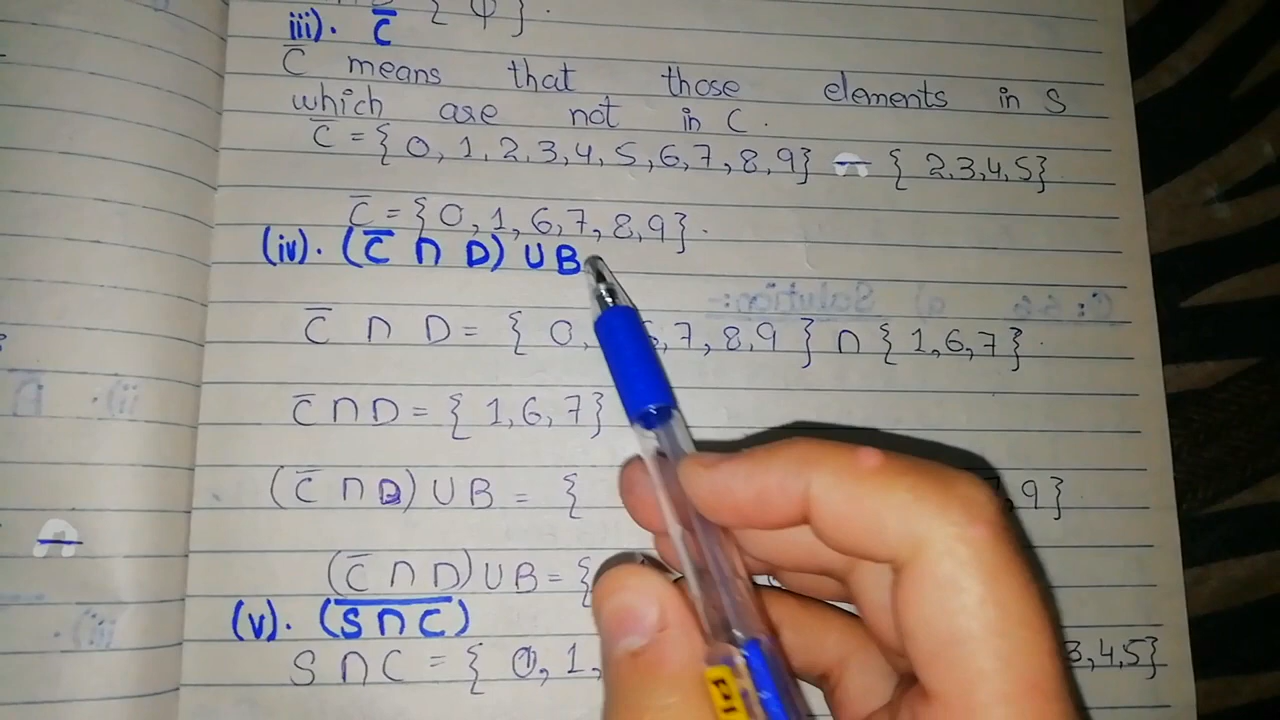 { φ }.
iii). C̅
C̅ means that those elements in S
which are not in C.
C̅ = { 0, 1, 2, 3, 4, 5, 6, 7, 8, 9} − { 2,3,4,5}
C̅ = { 0, 1, 6, 7, 8, 9}.
(iv). (C̅ ∩ D) ∪ B
C̅ ∩ D = { 0, 6, 7, 8, 9 } ∩ { 1, 6, 7 }.
C̅ ∩ D = { 1, 6, 7 }
(C̅ ∩ D) ∪ B = { 7, 9 }
(C̅ ∩ D) ∪ B = {
(v). (S ∩ C)̅
S ∩ C = { 0, 1, 3, 4, 5}